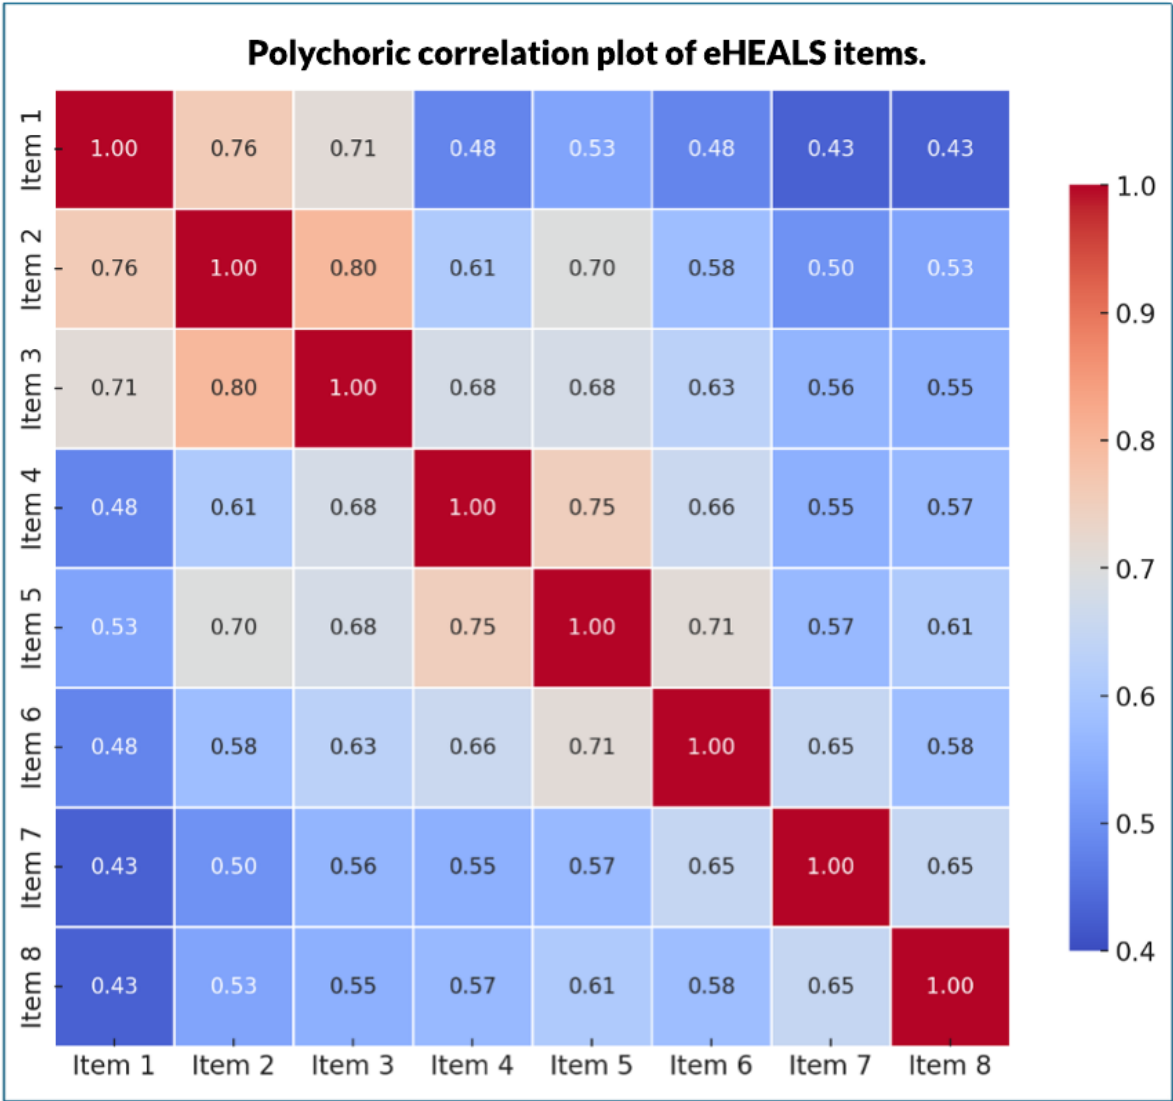 Polychoric correlation plot of eHEALS items.
Item 1 1.00 0.76 0.71 0.48 0.53 0.48 0.43 0.43
Item 2 0.76 1.00 0.80 0.61 0.70 0.58 0.50 0.53
Item 3 0.71 0.80 1.00 0.68 0.68 0.63 0.56 0.55
Item 4 0.48 0.61 0.68 1.00 0.75 0.66 0.55 0.57
Item 5 0.53 0.70 0.68 0.75 1.00 0.71 0.57 0.61
Item 6 0.48 0.58 0.63 0.66 0.71 1.00 0.65 0.58
Item 7 0.43 0.50 0.56 0.55 0.57 0.65 1.00 0.65
Item 8 0.43 0.53 0.55 0.57 0.61 0.58 0.65 1.00
Item 1 Item 2 Item 3 Item 4 Item 5 Item 6 Item 7 Item 8
1.0
0.9
0.8
0.7
0.6
0.5
0.4